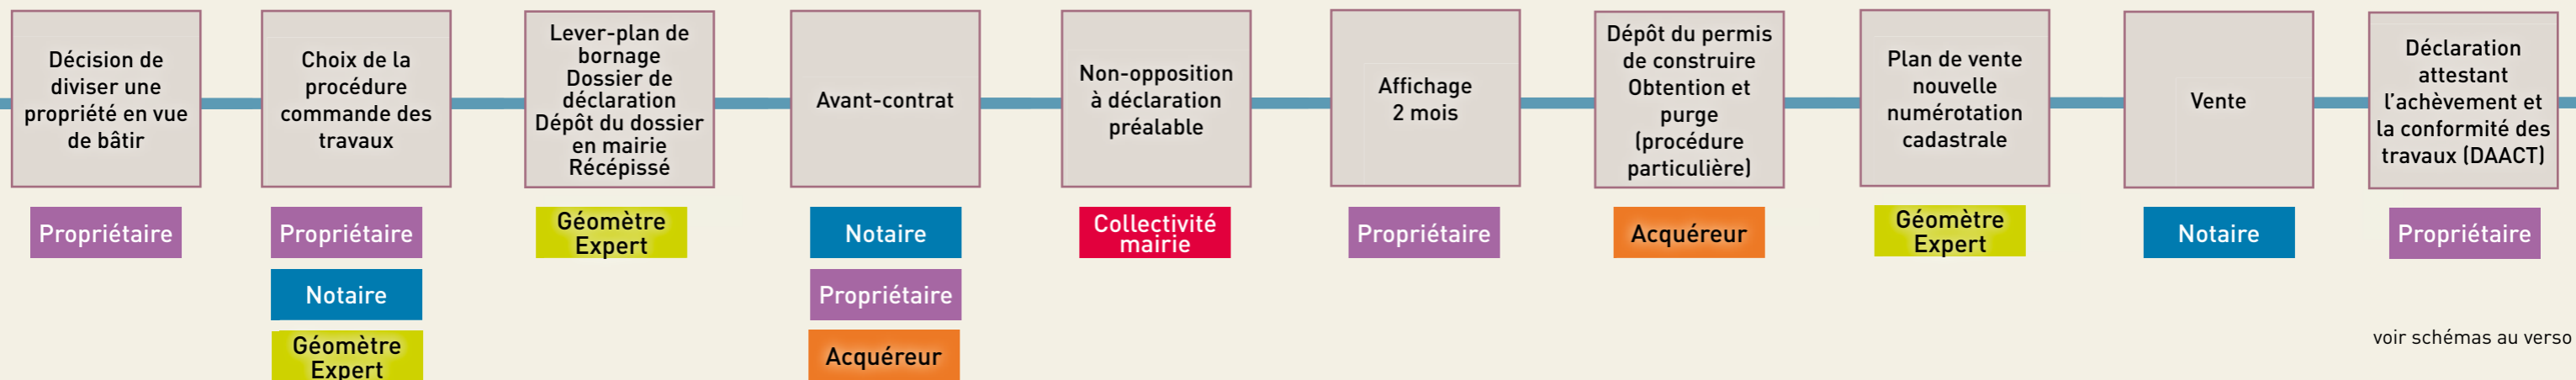 Décision de
diviser une
propriété en vue
de bâtir
Propriétaire
Choix de la
procédure
commande des
travaux
Propriétaire
Notaire
Géomètre
Expert
Lever-plan de
bornage
Dossier de
déclaration
Dépôt du dossier
en mairie
Récépissé
Géomètre
Expert
Avant-contrat
Notaire
Propriétaire
Acquéreur
Non-opposition
à déclaration
préalable
Collectivité
mairie
Affichage
2 mois
Propriétaire
Dépôt du permis
de construire
Obtention et
purge
(procédure
particulière)
Acquéreur
Plan de vente
nouvelle
numérotation
cadastrale
Géomètre
Expert
Vente
Notaire
Déclaration
attestant
l’achèvement et
la conformité des
travaux (DAACT)
Propriétaire
voir schémas au verso